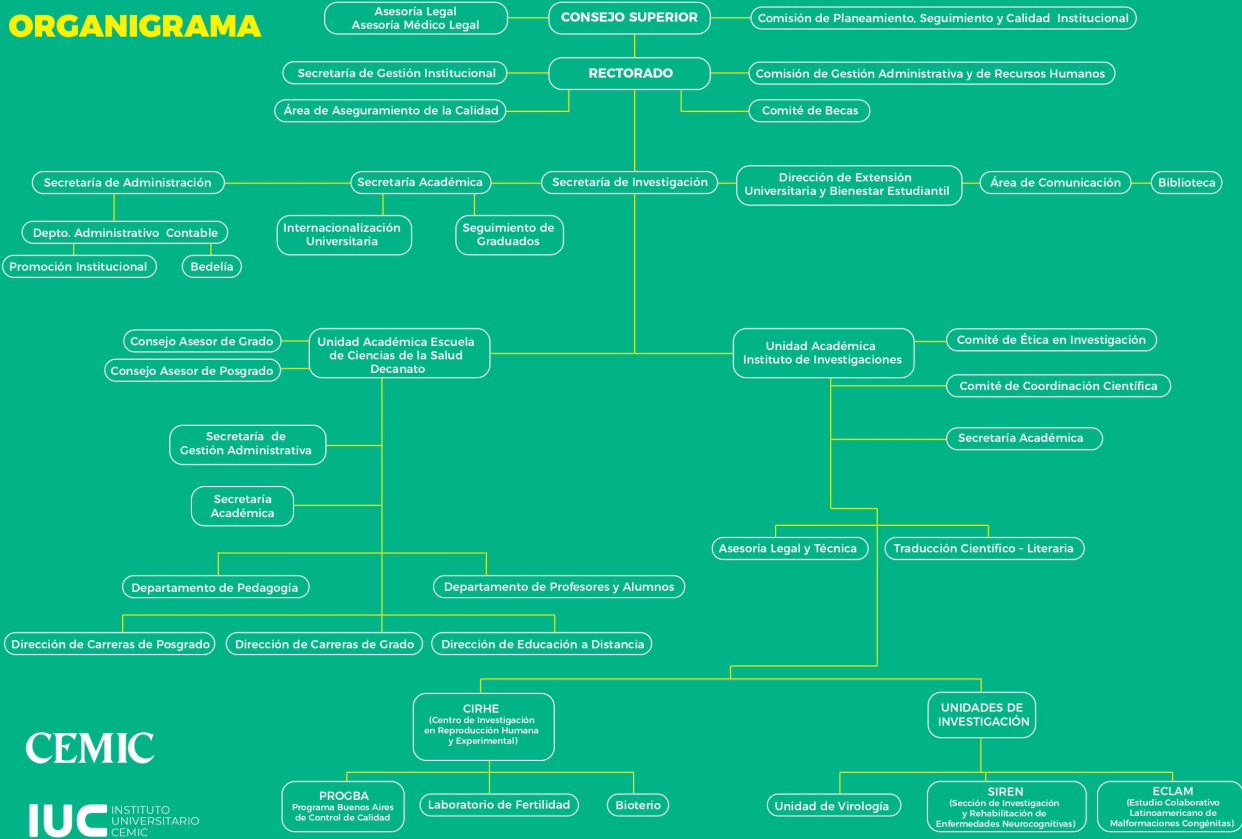 ORGANIGRAMA
Asesoría Legal
Asesoría Médico Legal
CONSEJO SUPERIOR
Comisión de Planeamiento, Seguimiento y Calidad Institucional
Secretaría de Gestión Institucional
RECTORADO
Comisión de Gestión Administrativa y de Recursos Humanos
Área de Aseguramiento de la Calidad
Comité de Becas
Secretaría de Administración
Secretaría Académica
Secretaría de Investigación
Dirección de Extensión
Universitaria y Bienestar Estudiantil
Área de Comunicación
Biblioteca
Depto. Administrativo Contable
Internacionalización
Universitaria
Seguimiento de
Graduados
Promoción Institucional
Bedelía
Consejo Asesor de Grado
Consejo Asesor de Posgrado
Unidad Académica Escuela
de Ciencias de la Salud
Decanato
Unidad Académica
Instituto de Investigaciones
Comité de Ética en Investigación
Comité de Coordinación Científica
Secretaría de
Gestión Administrativa
Secretaría Académica
Secretaría
Académica
Asesoría Legal y Técnica
Traducción Científico – Literaria
Departamento de Pedagogía
Departamento de Profesores y Alumnos
Dirección de Carreras de Posgrado
Dirección de Carreras de Grado
Dirección de Educación a Distancia
CIRHE
(Centro de Investigación
en Reproducción Humana
y Experimental)
UNIDADES DE
INVESTIGACIÓN
PROGBA
Programa Buenos Aires
de Control de Calidad
Laboratorio de Fertilidad
Bioterio
Unidad de Virología
SIREN
(Sección de Investigación
y Rehabilitación de
Enfermedades Neurocognitivas)
ECLAM
(Estudio Colaborativo
Latinoamericano de
Malformaciones Congénitas)
CEMIC
IUC
INSTITUTO
UNIVERSITARIO
CEMIC